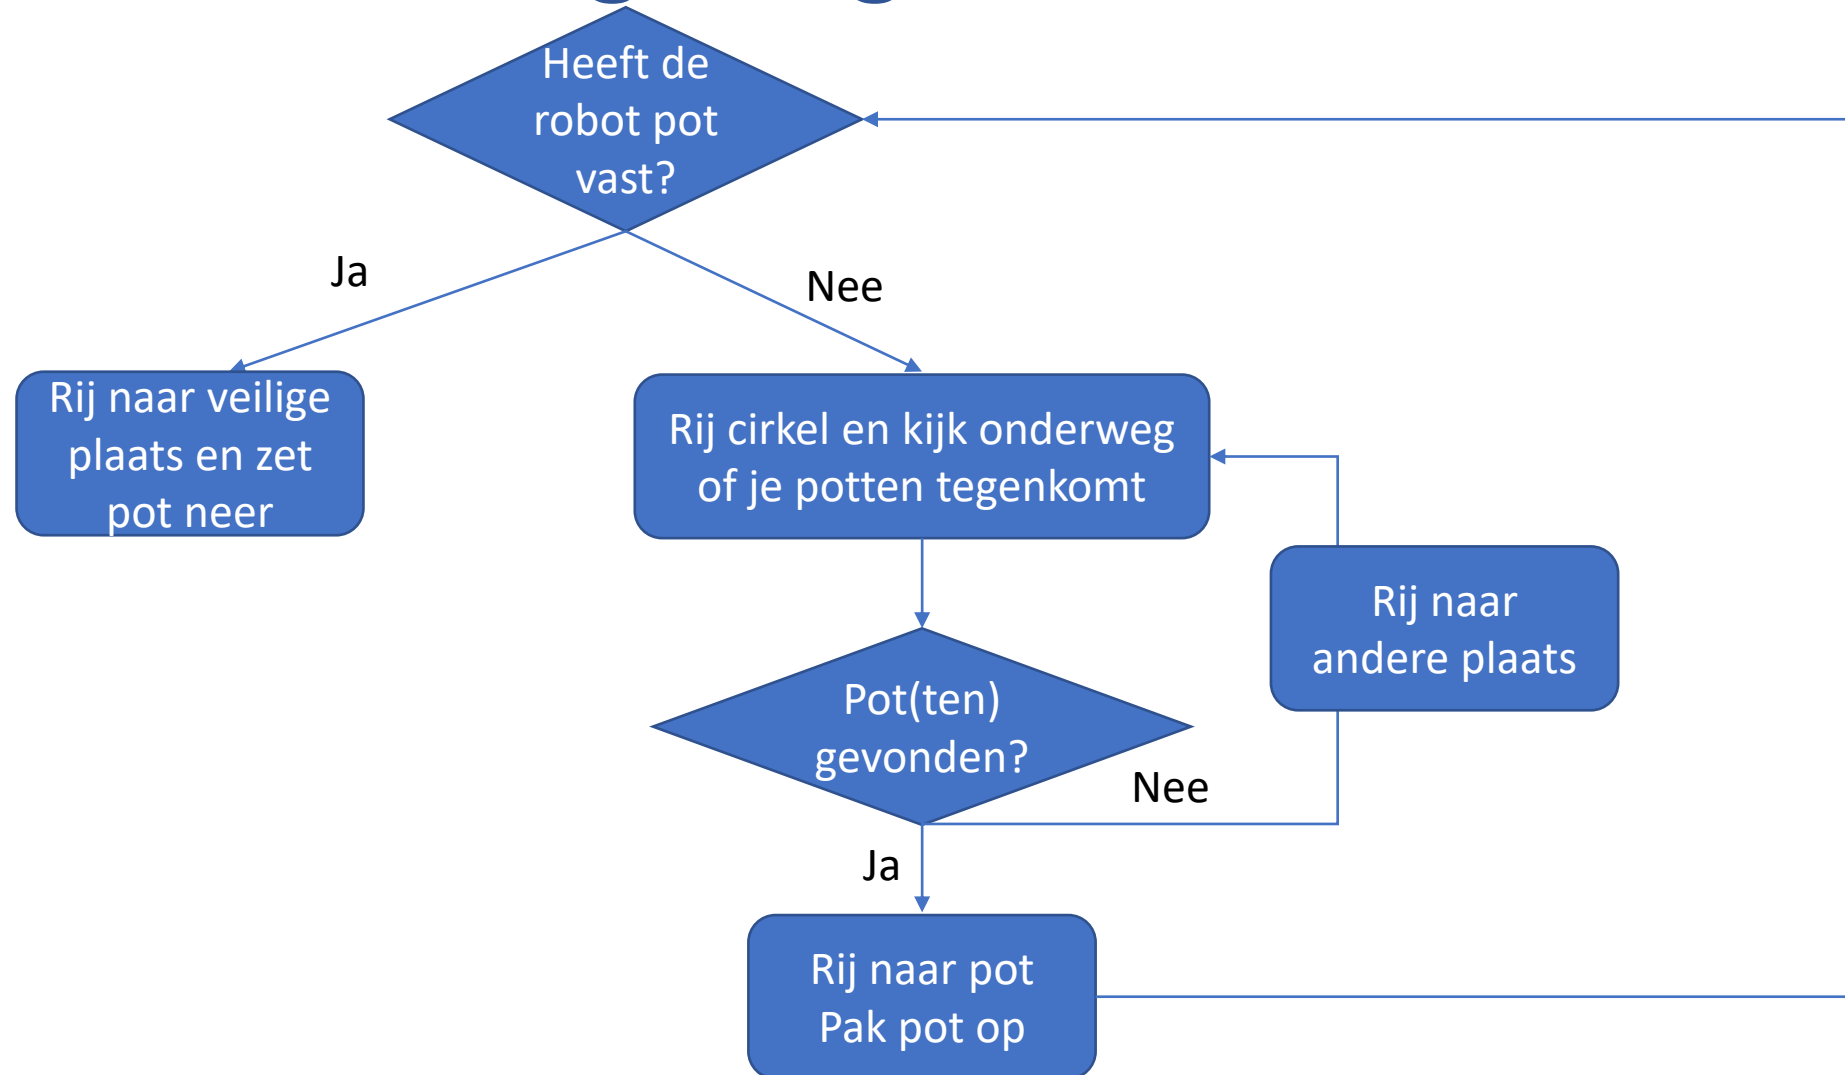 Heeft de
robot pot
vast?
Ja
Nee
Rij naar veilige
plaats en zet
pot neer
Rij cirkel en kijk onderweg
of je potten tegenkomt
Rij naar
andere plaats
Pot(ten)
gevonden?
Nee
Ja
Rij naar pot
Pak pot op